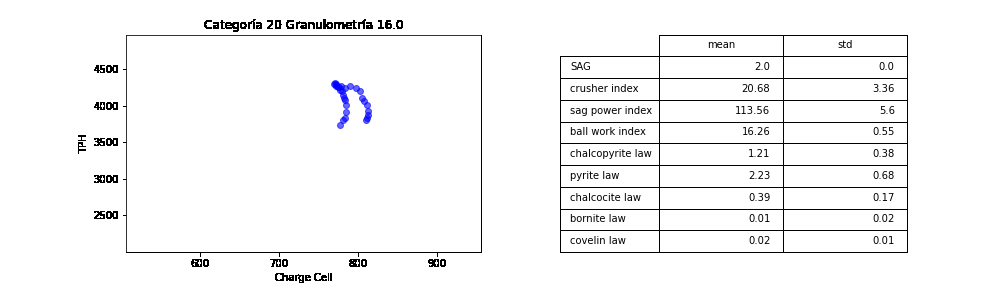 Categoría 20 Granulometría 16.0
4500
4000
3500
3000
2500
TPH
600 700 800 900
Charge Cell
mean std
SAG 2.0 0.0
crusher index 20.68 3.36
sag power index 113.56 5.6
ball work index 16.26 0.55
chalcopyrite law 1.21 0.38
pyrite law 2.23 0.68
chalcocite law 0.39 0.17
bornite law 0.01 0.02
covelin law 0.02 0.01